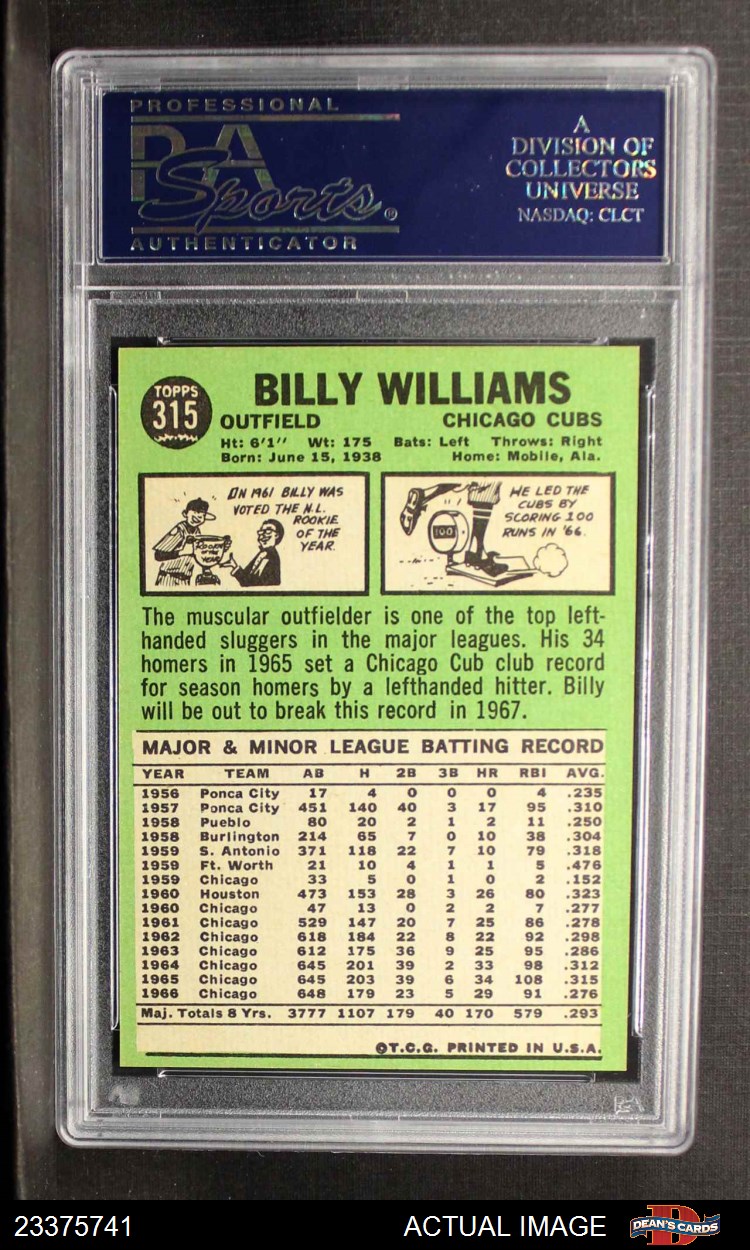 PROFESSIONAL
PSA
Sports®
AUTHENTICATOR
A
DIVISION OF
COLLECTORS
UNIVERSE
NASDAQ: CLCT
TOPPS
315
BILLY WILLIAMS
OUTFIELD CHICAGO CUBS
Ht: 6'1" Wt: 175 Bats: Left Throws: Right
Born: June 15, 1938 Home: Mobile, Ala.
ON 1961 BILLY WAS
VOTED THE N.L.
ROOKIE
OF THE
YEAR.
ROOKIE
OF THE
YEAR
HE LED THE
CUBS BY
SCORING 100
RUNS IN '66.
100
The muscular outfielder is one of the top left-
handed sluggers in the major leagues. His 34
homers in 1965 set a Chicago Cub club record
for season homers by a lefthanded hitter. Billy
will be out to break this record in 1967.
MAJOR & MINOR LEAGUE BATTING RECORD
YEAR TEAM AB H 2B 3B HR RBI AVG.
1956 Ponca City 17 4 0 0 0 4 .235
1957 Ponca City 451 140 40 3 17 95 .310
1958 Pueblo 80 20 2 1 2 11 .250
1958 Burlington 214 65 7 0 10 38 .304
1959 S. Antonio 371 118 22 7 10 79 .318
1959 Ft. Worth 21 10 4 1 1 5 .476
1959 Chicago 33 5 0 1 0 2 .152
1960 Houston 473 153 28 3 26 80 .323
1960 Chicago 47 13 0 2 2 7 .277
1961 Chicago 529 147 20 7 25 86 .278
1962 Chicago 618 184 22 8 22 92 .298
1963 Chicago 612 175 36 9 25 95 .286
1964 Chicago 645 201 39 2 33 98 .312
1965 Chicago 645 203 39 6 34 108 .315
1966 Chicago 648 179 23 5 29 91 .276
Maj. Totals 8 Yrs. 3777 1107 179 40 170 579 .293
©T.C.G. PRINTED IN U.S.A.
PSA
23375741 ACTUAL IMAGE DEAN'S CARDS